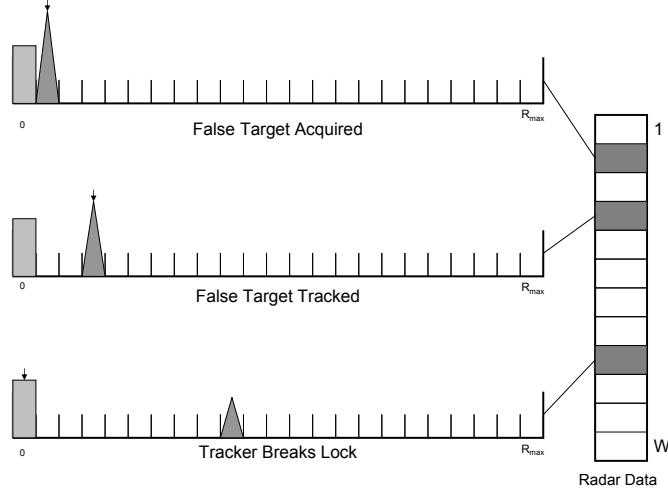 0
R_max
False Target Acquired
1
0
R_max
False Target Tracked
0
R_max
Tracker Breaks Lock
W
Radar Data